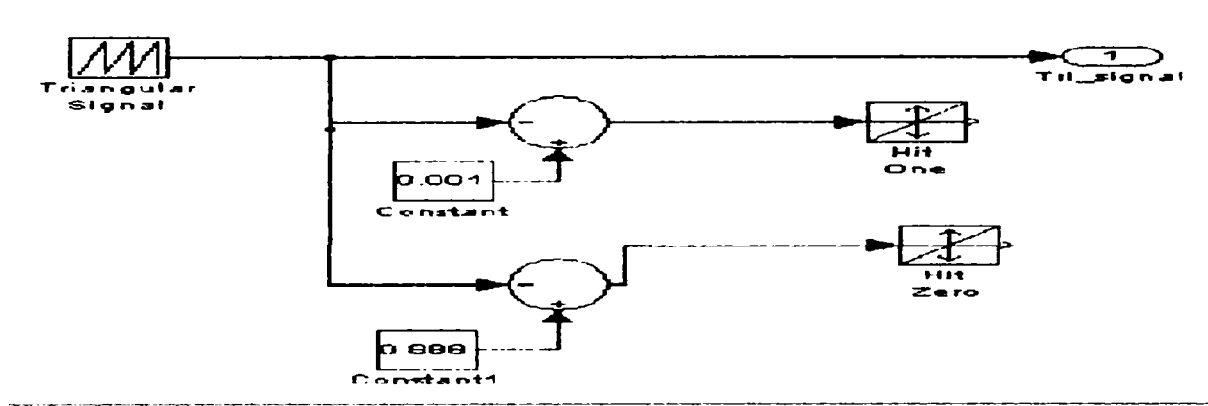 1
Triangular
Signal
Tri_signal
-
+
Hit
One
0.001
Constant
-
+
Hit
Zero
Constant1